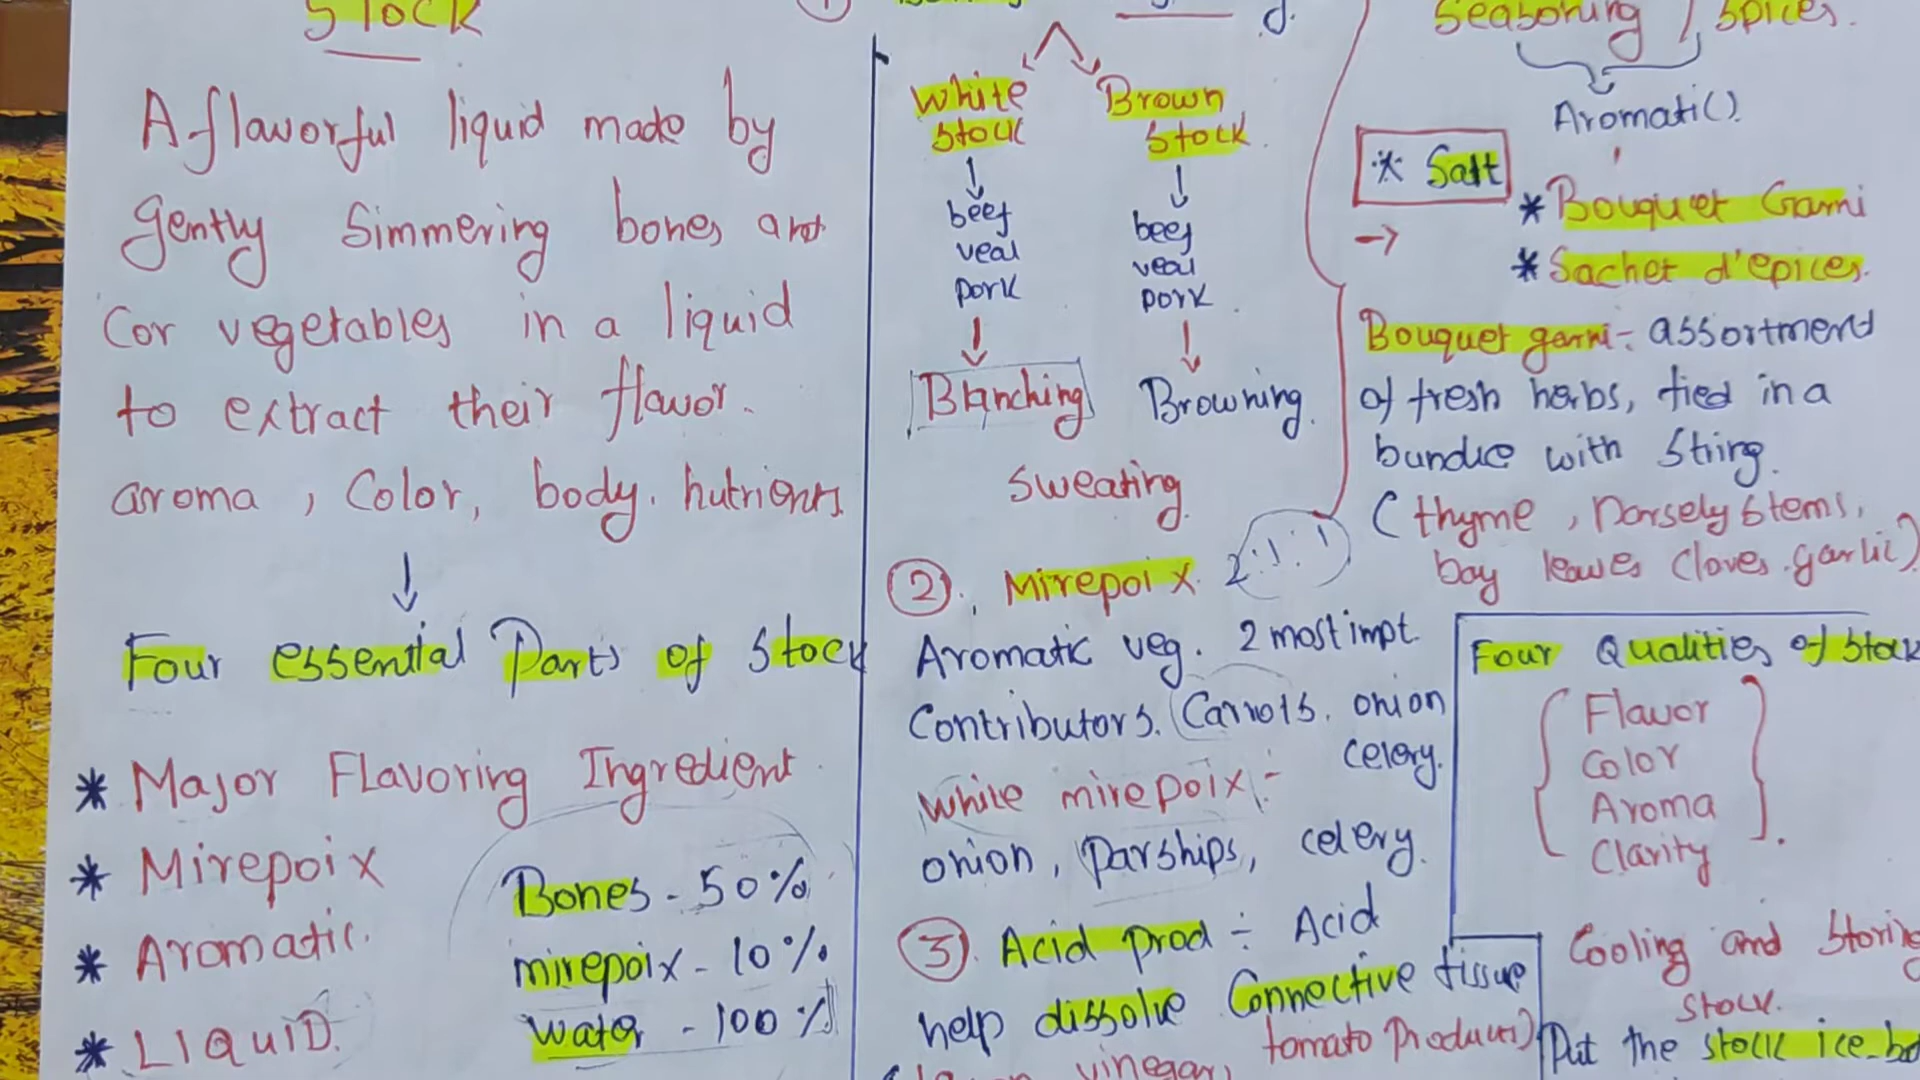 Stock
A flavorful liquid made by
gently simmering bones and
(or vegetables in a liquid
to extract their flavor.
aroma, Color, body. nutrients.
Four essential Parts of stock
* Major Flavoring Ingredient
* Mirepoix
* Aromatic.
* LIQUID.
Bones - 50%
mirepoix - 10%
water - 100%
White Stock
beef
veal
pork
Blanching
Brown Stock.
beef
veal
pork.
Browning.
Sweating.
② Mirepoix 2:1:1
Aromatic veg. 2 most impt.
Contributors. Carrots. onion
celery.
White mirepoix :-
onion, Parships, celery.
③. Acid prod ÷ Acid
help dissolve Connective tissue
vinegar, tomato Products)
Seasoning / Spices.
Aromatic().
* Salt
* Bouquet Garni
* Sachet d'epices.
Bouquet garni - assortment
of fresh herbs, tied in a
bundle with String.
( thyme, Parsely stems,
bay leaves cloves. garlic)
Four Qualities of Stock
Flavor
Color
Aroma
Clarity
Cooling and Storing
Stock.
Put the stock ice-